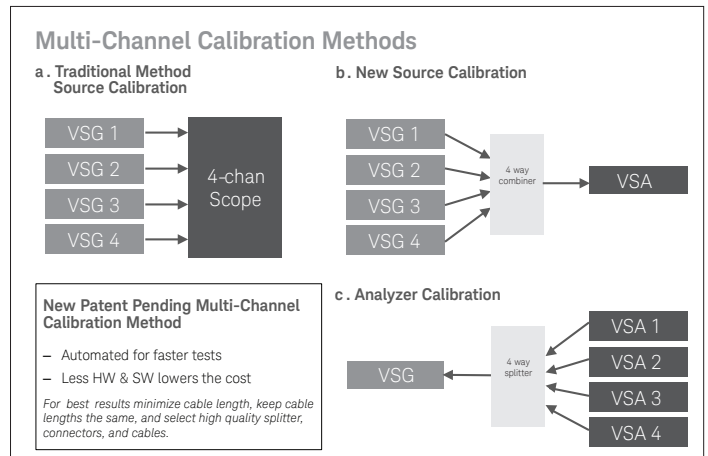 Multi-Channel Calibration Methods
a . Traditional Method
Source Calibration
VSG 1
VSG 2
VSG 3
VSG 4
4-chan
Scope
b . New Source Calibration
VSG 1
VSG 2
VSG 3
VSG 4
4 way
combiner
VSA
New Patent Pending Multi-Channel
Calibration Method
– Automated for faster tests
– Less HW & SW lowers the cost
For best results minimize cable length, keep cable
lengths the same, and select high quality splitter,
connectors, and cables.
c . Analyzer Calibration
VSG
4 way
splitter
VSA 1
VSA 2
VSA 3
VSA 4